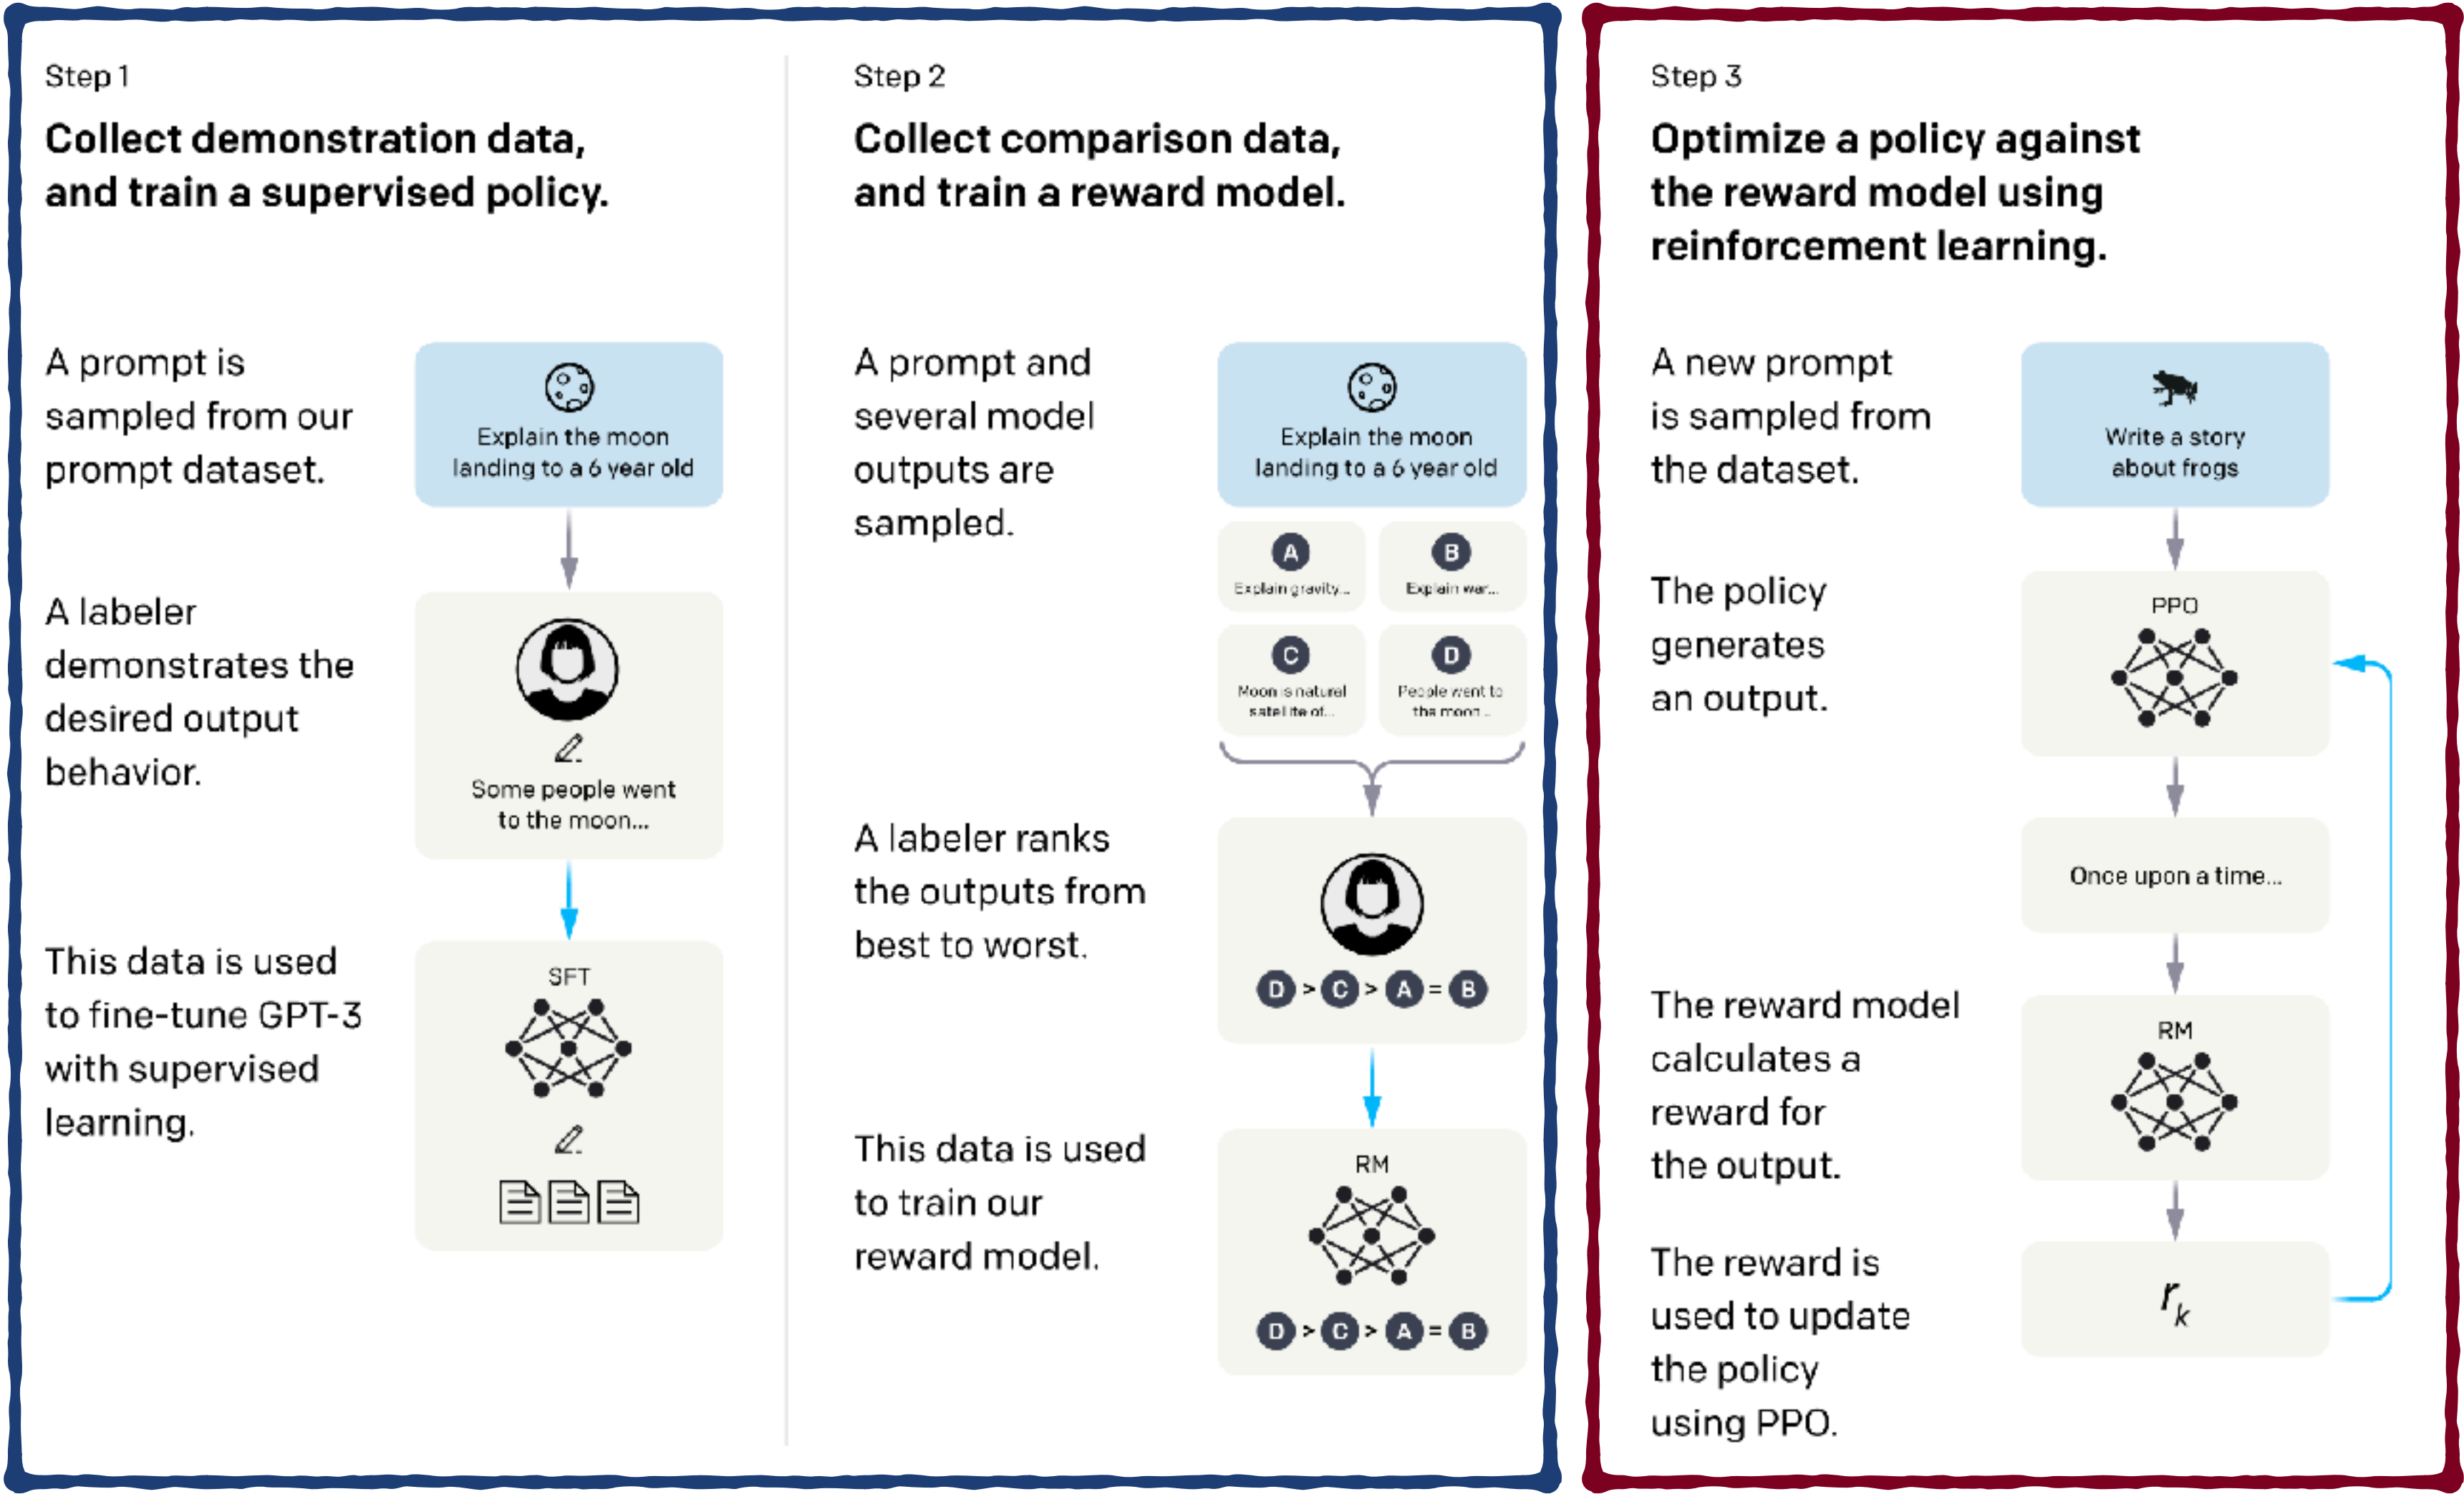 Step 1
Collect demonstration data,
and train a supervised policy.
A prompt is
sampled from our
prompt dataset.
Explain the moon
landing to a 6 year old
A labeler
demonstrates the
desired output
behavior.
Some people went
to the moon...
This data is used
to fine-tune GPT-3
with supervised
learning.
SFT
Step 2
Collect comparison data,
and train a reward model.
A prompt and
several model
outputs are
sampled.
Explain the moon
landing to a 6 year old
A
Explain gravity...
B
Explain war...
C
Moon is natural
satellite of...
D
People went to
the moon...
A labeler ranks
the outputs from
best to worst.
D > C > A = B
This data is used
to train our
reward model.
RM
D > C > A = B
Step 3
Optimize a policy against
the reward model using
reinforcement learning.
A new prompt
is sampled from
the dataset.
Write a story
about frogs
The policy
generates
an output.
PPO
Once upon a time...
The reward model
calculates a
reward for
the output.
RM
The reward is
used to update
the policy
using PPO.
r_k